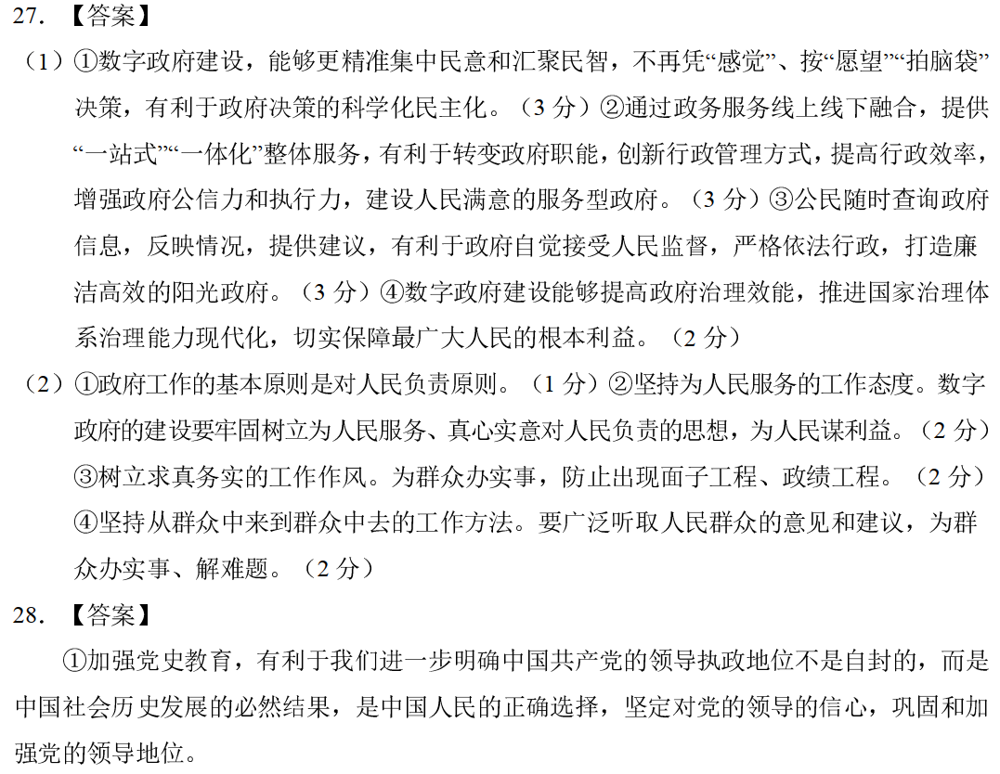 27．【答案】
（1）①数字政府建设，能够更精准集中民意和汇聚民智，不再凭“感觉”、按“愿望”“拍脑袋”
决策，有利于政府决策的科学化民主化。（3 分）②通过政务服务线上线下融合，提供
“一站式”“一体化”整体服务，有利于转变政府职能，创新行政管理方式，提高行政效率，
增强政府公信力和执行力，建设人民满意的服务型政府。（3 分）③公民随时查询政府
信息，反映情况，提供建议，有利于政府自觉接受人民监督，严格依法行政，打造廉
洁高效的阳光政府。（3 分）④数字政府建设能够提高政府治理效能，推进国家治理体
系治理能力现代化，切实保障最广大人民的根本利益。（2 分）
（2）①政府工作的基本原则是对人民负责原则。（1 分）②坚持为人民服务的工作态度。数字
政府的建设要牢固树立为人民服务、真心实意对人民负责的思想，为人民谋利益。（2 分）
③树立求真务实的工作作风。为群众办实事，防止出现面子工程、政绩工程。（2 分）
④坚持从群众中来到群众中去的工作方法。要广泛听取人民群众的意见和建议，为群
众办实事、解难题。（2 分）
28．【答案】
①加强党史教育，有利于我们进一步明确中国共产党的领导执政地位不是自封的，而是
中国社会历史发展的必然结果，是中国人民的正确选择，坚定对党的领导的信心，巩固和加
强党的领导地位。